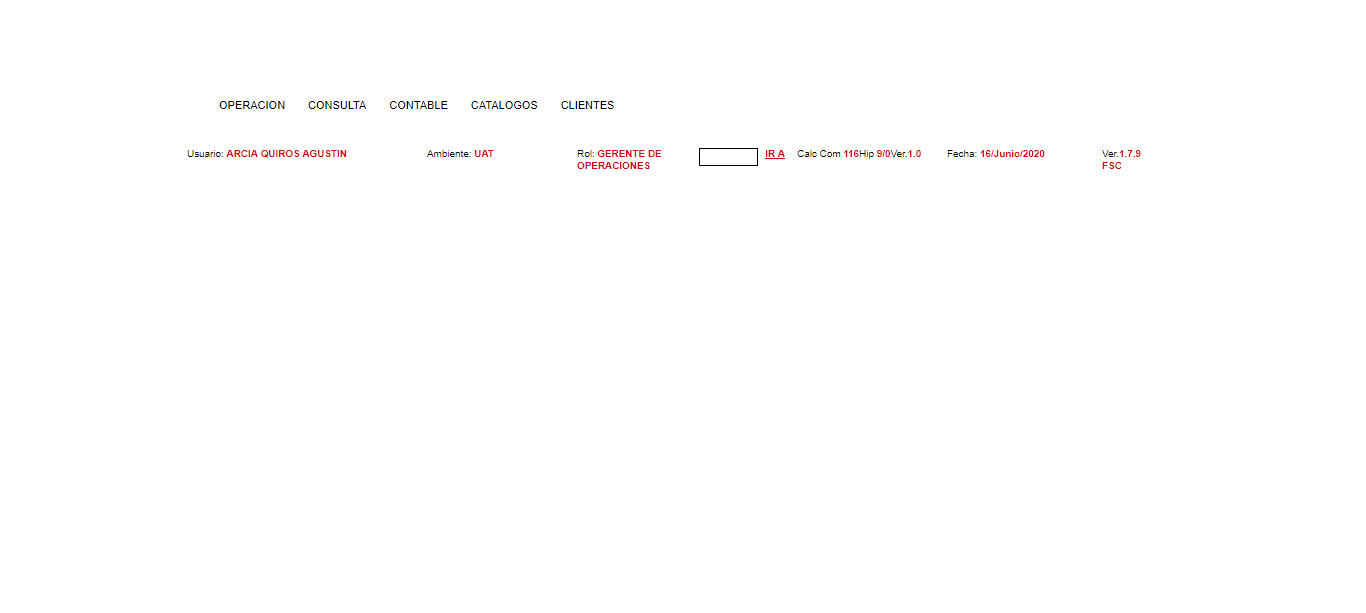 OPERACION CONSULTA CONTABLE CATALOGOS CLIENTES
Usuario: ARCIA QUIROS AGUSTIN Ambiente: UAT Rol: GERENTE DE IR A Calc Com 116Hip 9/0Ver.1.0 Fecha: 16/Junio/2020 Ver.1.7.9
OPERACIONES FSC